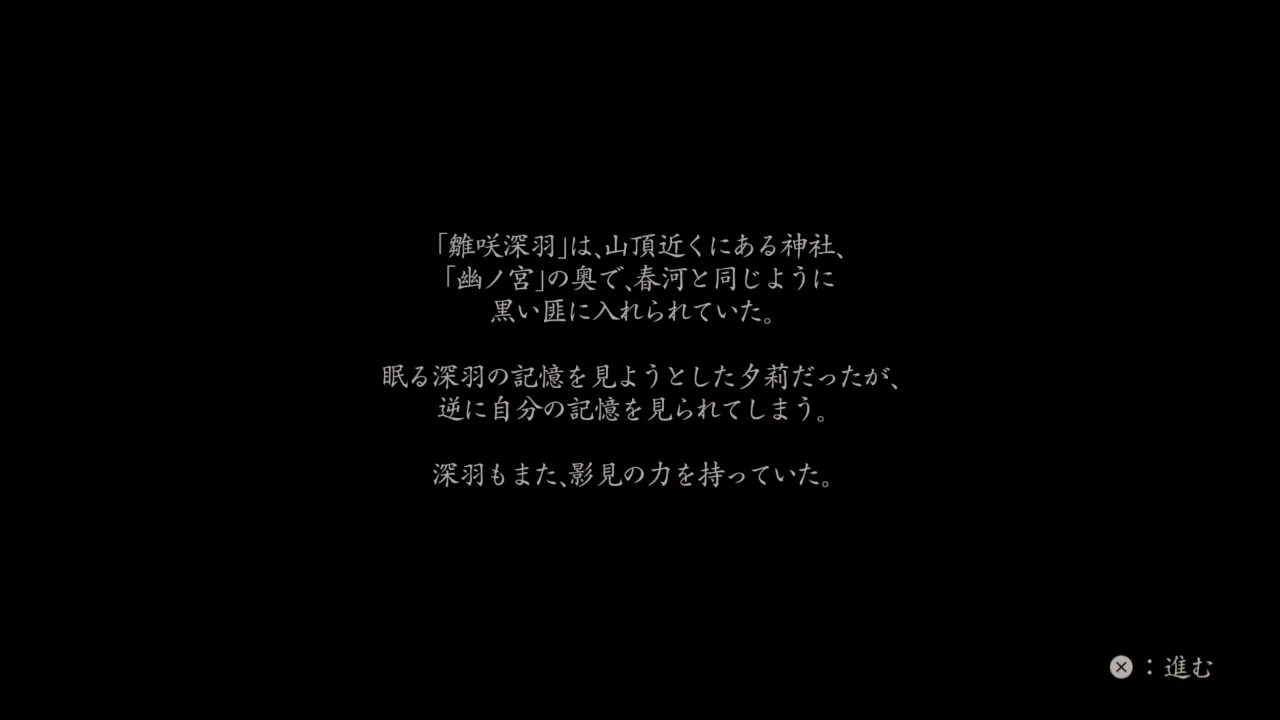 「雛咲深羽」は、山頂近くにある神社、
「幽ノ宮」の奥で、春河と同じように
黒い匪に入れられていた。
眠る深羽の記憶を見ようとした夕莉だったが、
逆に自分の記憶を見られてしまう。
深羽もまた、影見の力を持っていた。
ⓧ：進む